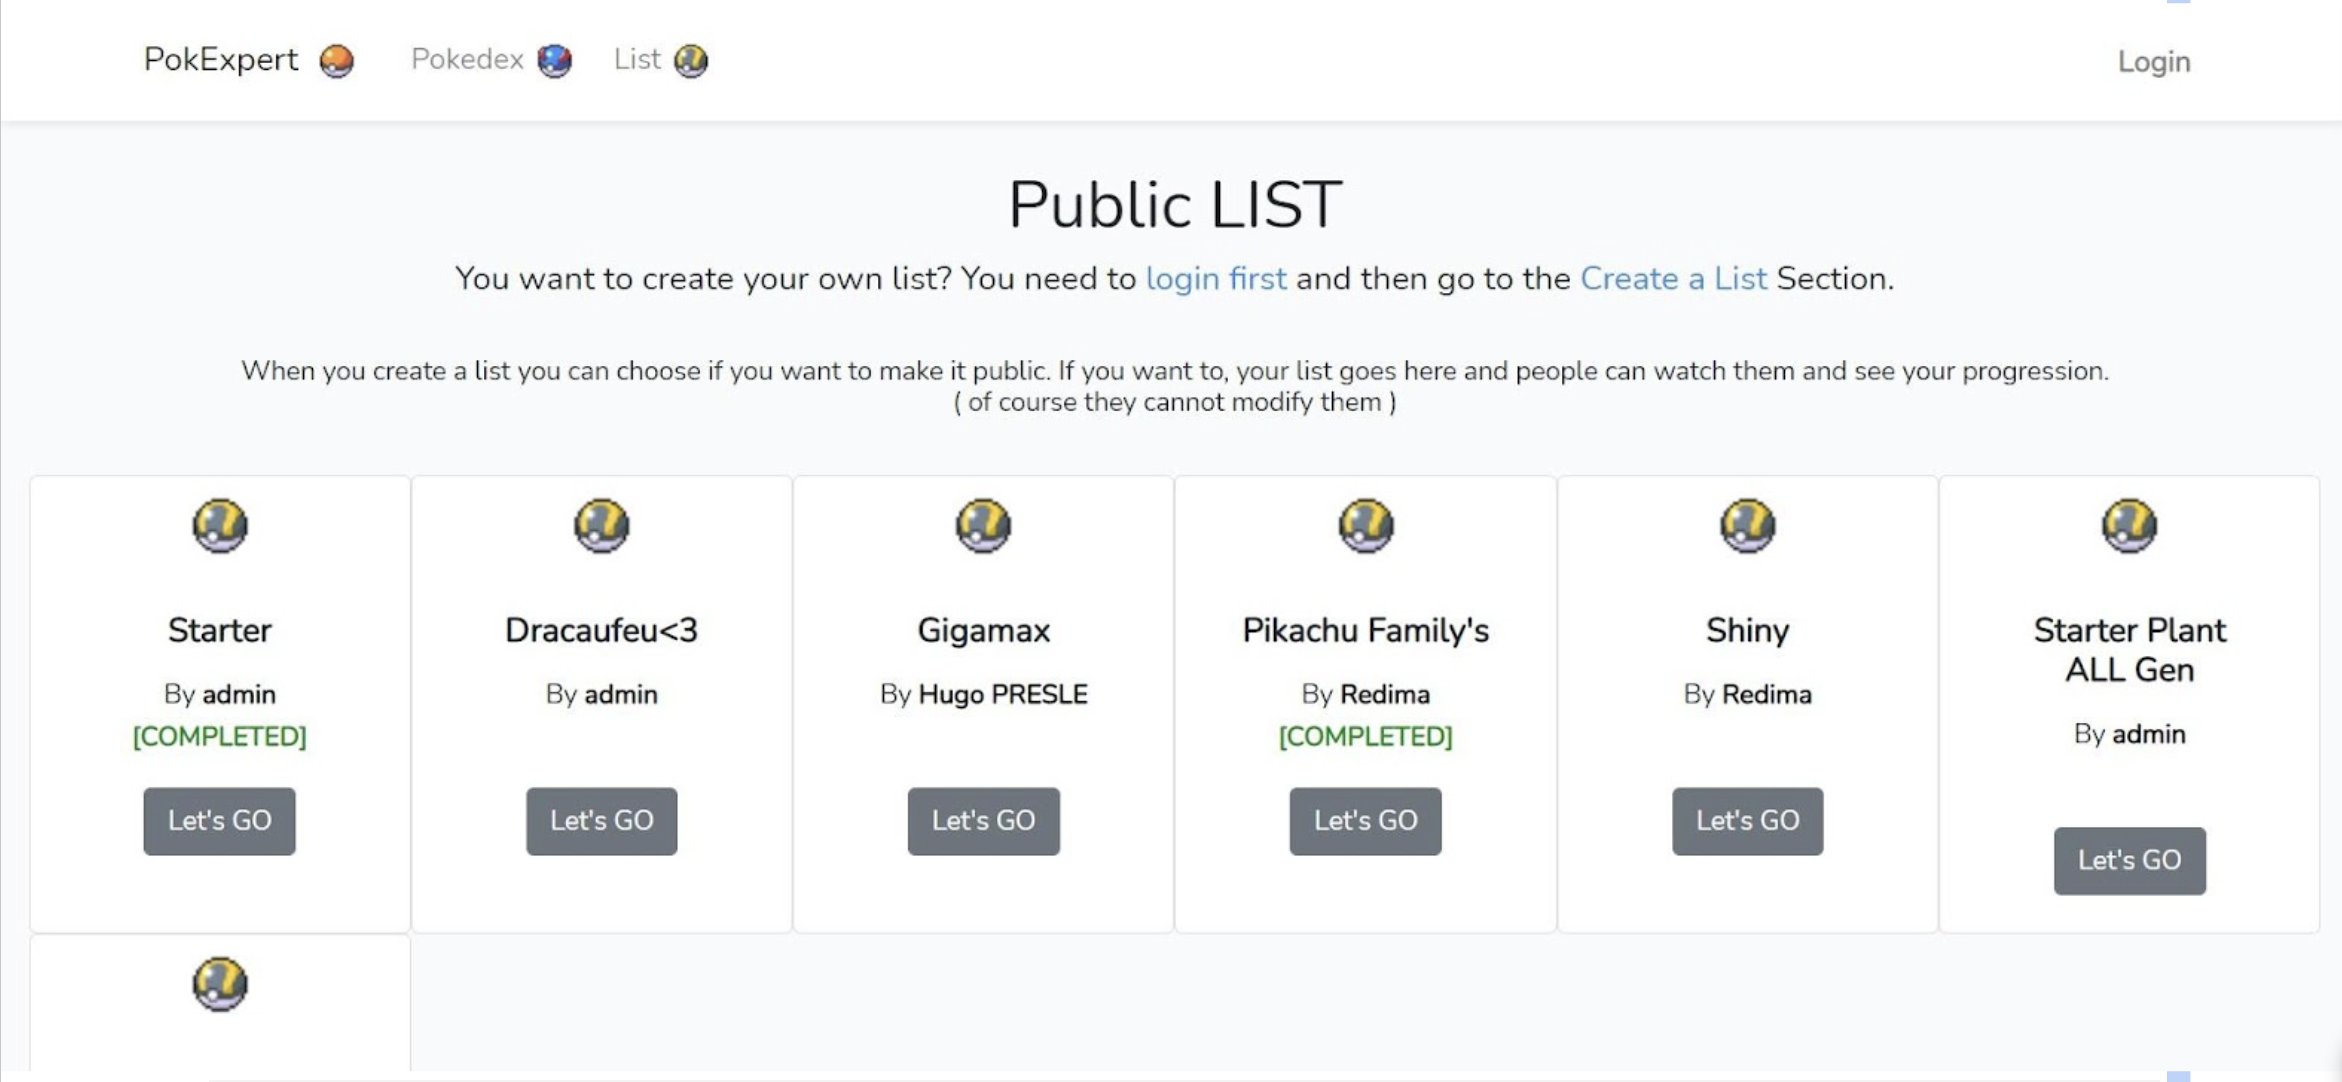 PokExpert Pokedex List Login
Public LIST
You want to create your own list? You need to login first and then go to the Create a List Section.
When you create a list you can choose if you want to make it public. If you want to, your list goes here and people can watch them and see your progression.
( of course they cannot modify them )
Starter
By admin
[COMPLETED]
Let's GO
Dracaufeu<3
By admin
Let's GO
Gigamax
By Hugo PRESLE
Let's GO
Pikachu Family's
By Redima
[COMPLETED]
Let's GO
Shiny
By Redima
Let's GO
Starter Plant
ALL Gen
By admin
Let's GO